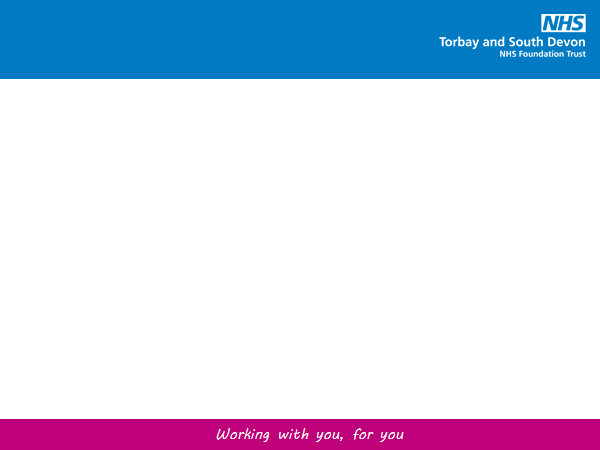 NHS
Torbay and South Devon
NHS Foundation Trust
Working with you, for you